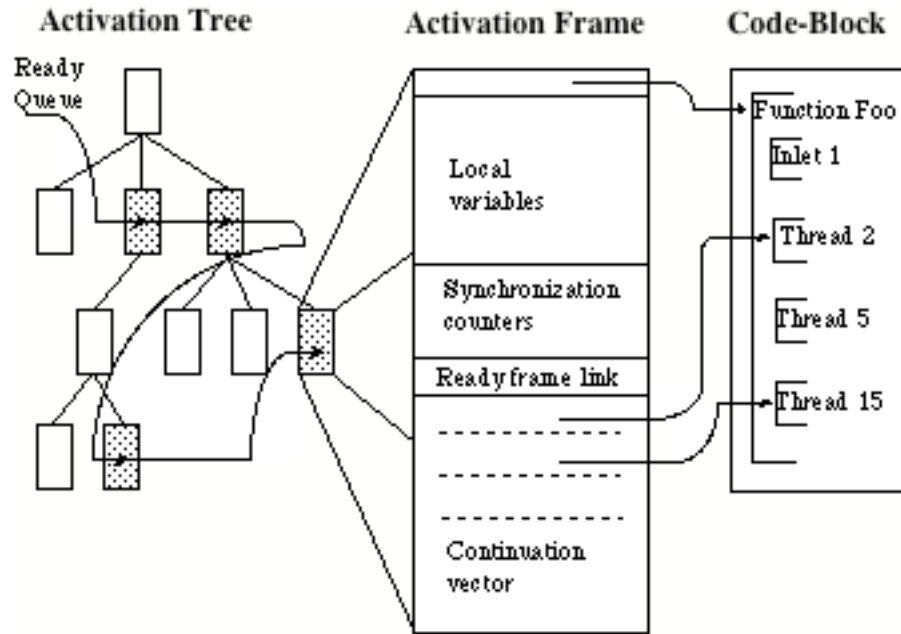 Activation Tree
Activation Frame
Code-Block
Ready
Queue
Function Foo
Inlet 1
Local
variables
Thread 2
Synchronization
counters
Thread 5
Ready frame link
Thread 15
Continuation
vector